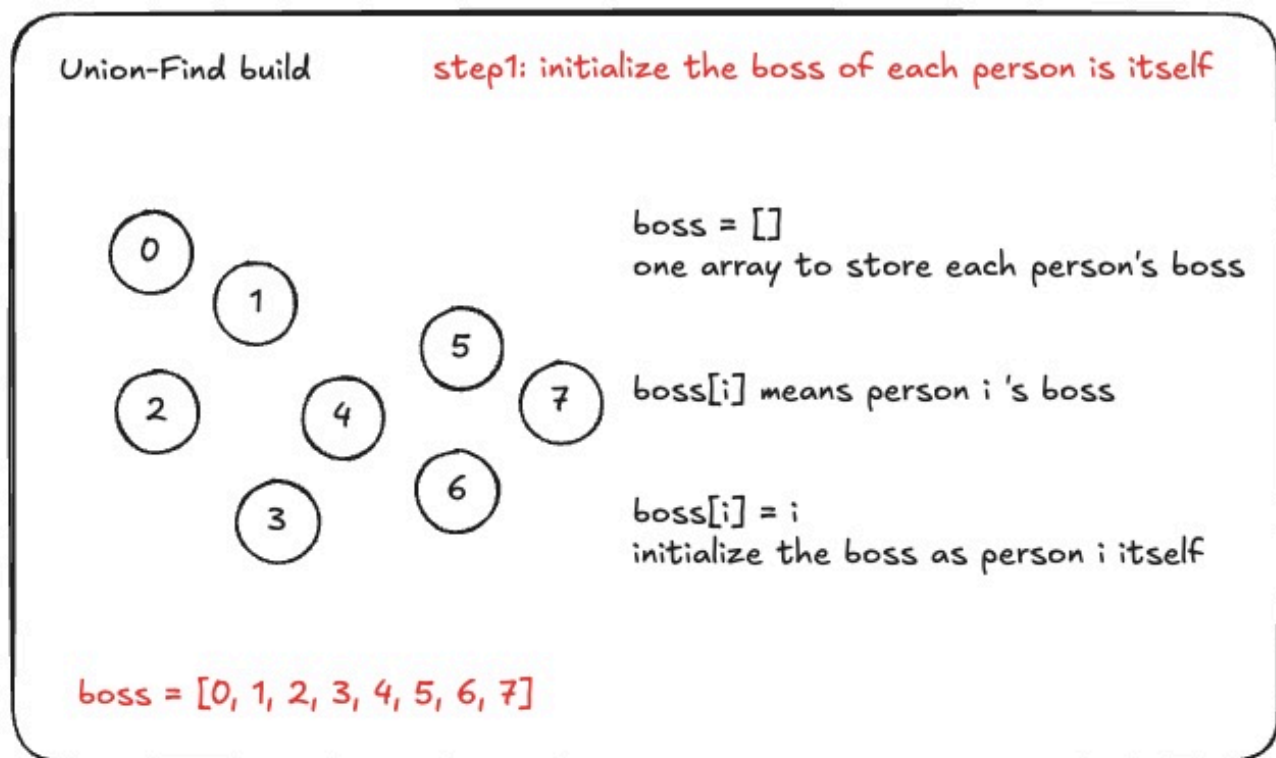 Union-Find build
step1: initialize the boss of each person is itself
0
1
2
3
4
5
6
7
boss = []
one array to store each person's boss
boss[i] means person i 's boss
boss[i] = i
initialize the boss as person i itself
boss = [0, 1, 2, 3, 4, 5, 6, 7]